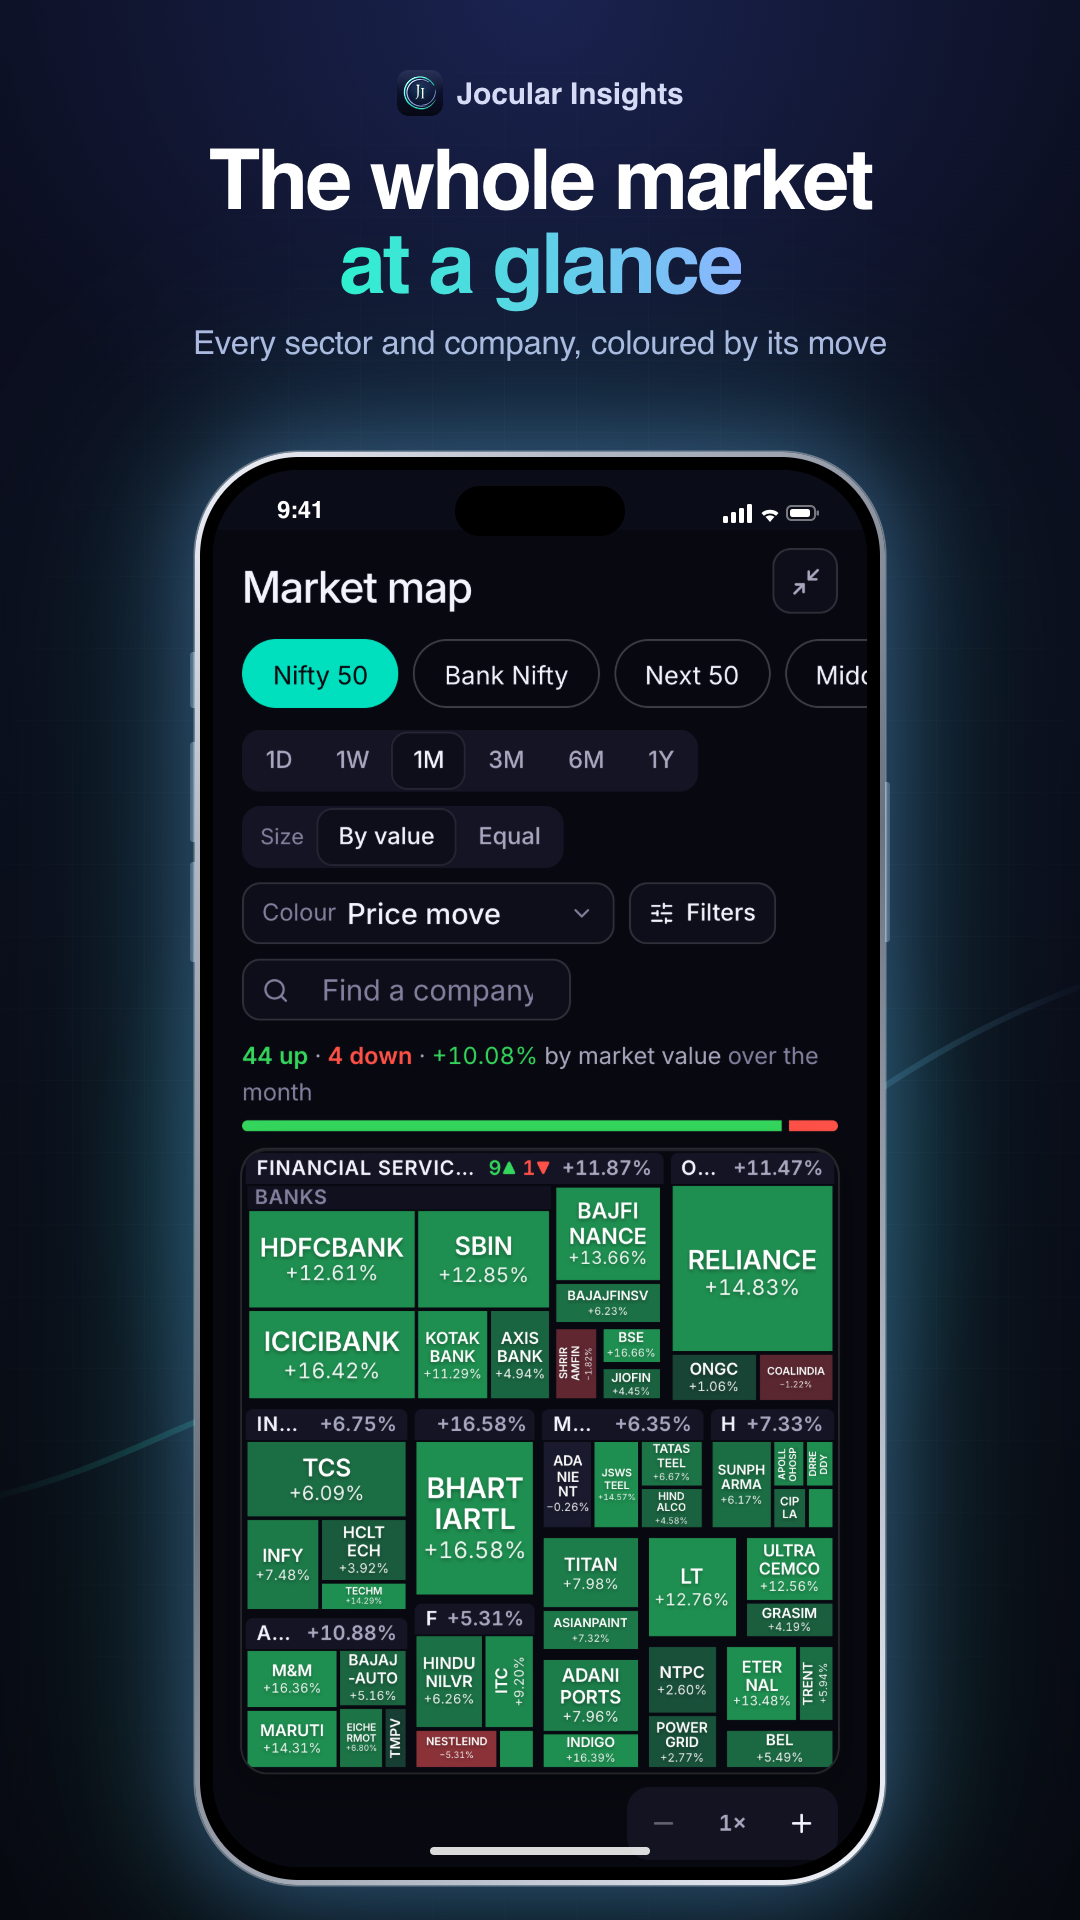 Jocular Insights
The whole market
at a glance
Every sector and company, coloured by its move
9:41
Market map
Nifty 50
Bank Nifty
Next 50
Midc
1D
1W
1M
3M
6M
1Y
Size
By value
Equal
Colour
Price move
Filters
Find a company
44 up · 4 down · +10.08% by market value over the
month
FINANCIAL SERVIC... 9▲ 1▼ +11.87%
O... +11.47%
BANKS
HDFCBANK
+12.61%
SBIN
+12.85%
BAJFI
NANCE
+13.66%
RELIANCE
+14.83%
BAJAJFINSV
+6.23%
ICICIBANK
+16.42%
KOTAK
BANK
+11.29%
AXIS
BANK
+4.94%
SHRIR
AMFIN
−1.82%
BSE
+16.66%
JIOFIN
+4.45%
ONGC
+1.06%
COALINDIA
−1.22%
IN... +6.75%
+16.58%
M... +6.35%
H +7.33%
TCS
+6.09%
BHART
IARTL
+16.58%
ADA
NIE
NT
−0.26%
JSWS
TEEL
+14.57%
TATAS
TEEL
+6.67%
HIND
ALCO
+4.58%
SUNPH
ARMA
+6.17%
APOLL
OHOSP
DRRE
DDY
CIP
LA
INFY
+7.48%
HCLT
ECH
+3.92%
TECHM
+14.29%
TITAN
+7.98%
ASIANPAINT
+7.32%
LT
+12.76%
ULTRA
CEMCO
+12.56%
GRASIM
+4.19%
A... +10.88%
F +5.31%
M&M
+16.36%
BAJAJ
-AUTO
+5.16%
MARUTI
+14.31%
EICHE
RMOT
+6.80%
TMPV
HINDU
NILVR
+6.26%
ITC
+9.20%
NESTLEIND
−5.31%
ADANI
PORTS
+7.96%
INDIGO
+16.39%
NTPC
+2.60%
POWER
GRID
+2.77%
ETER
NAL
+13.48%
TRENT
+5.94%
BEL
+5.49%
− 1× +